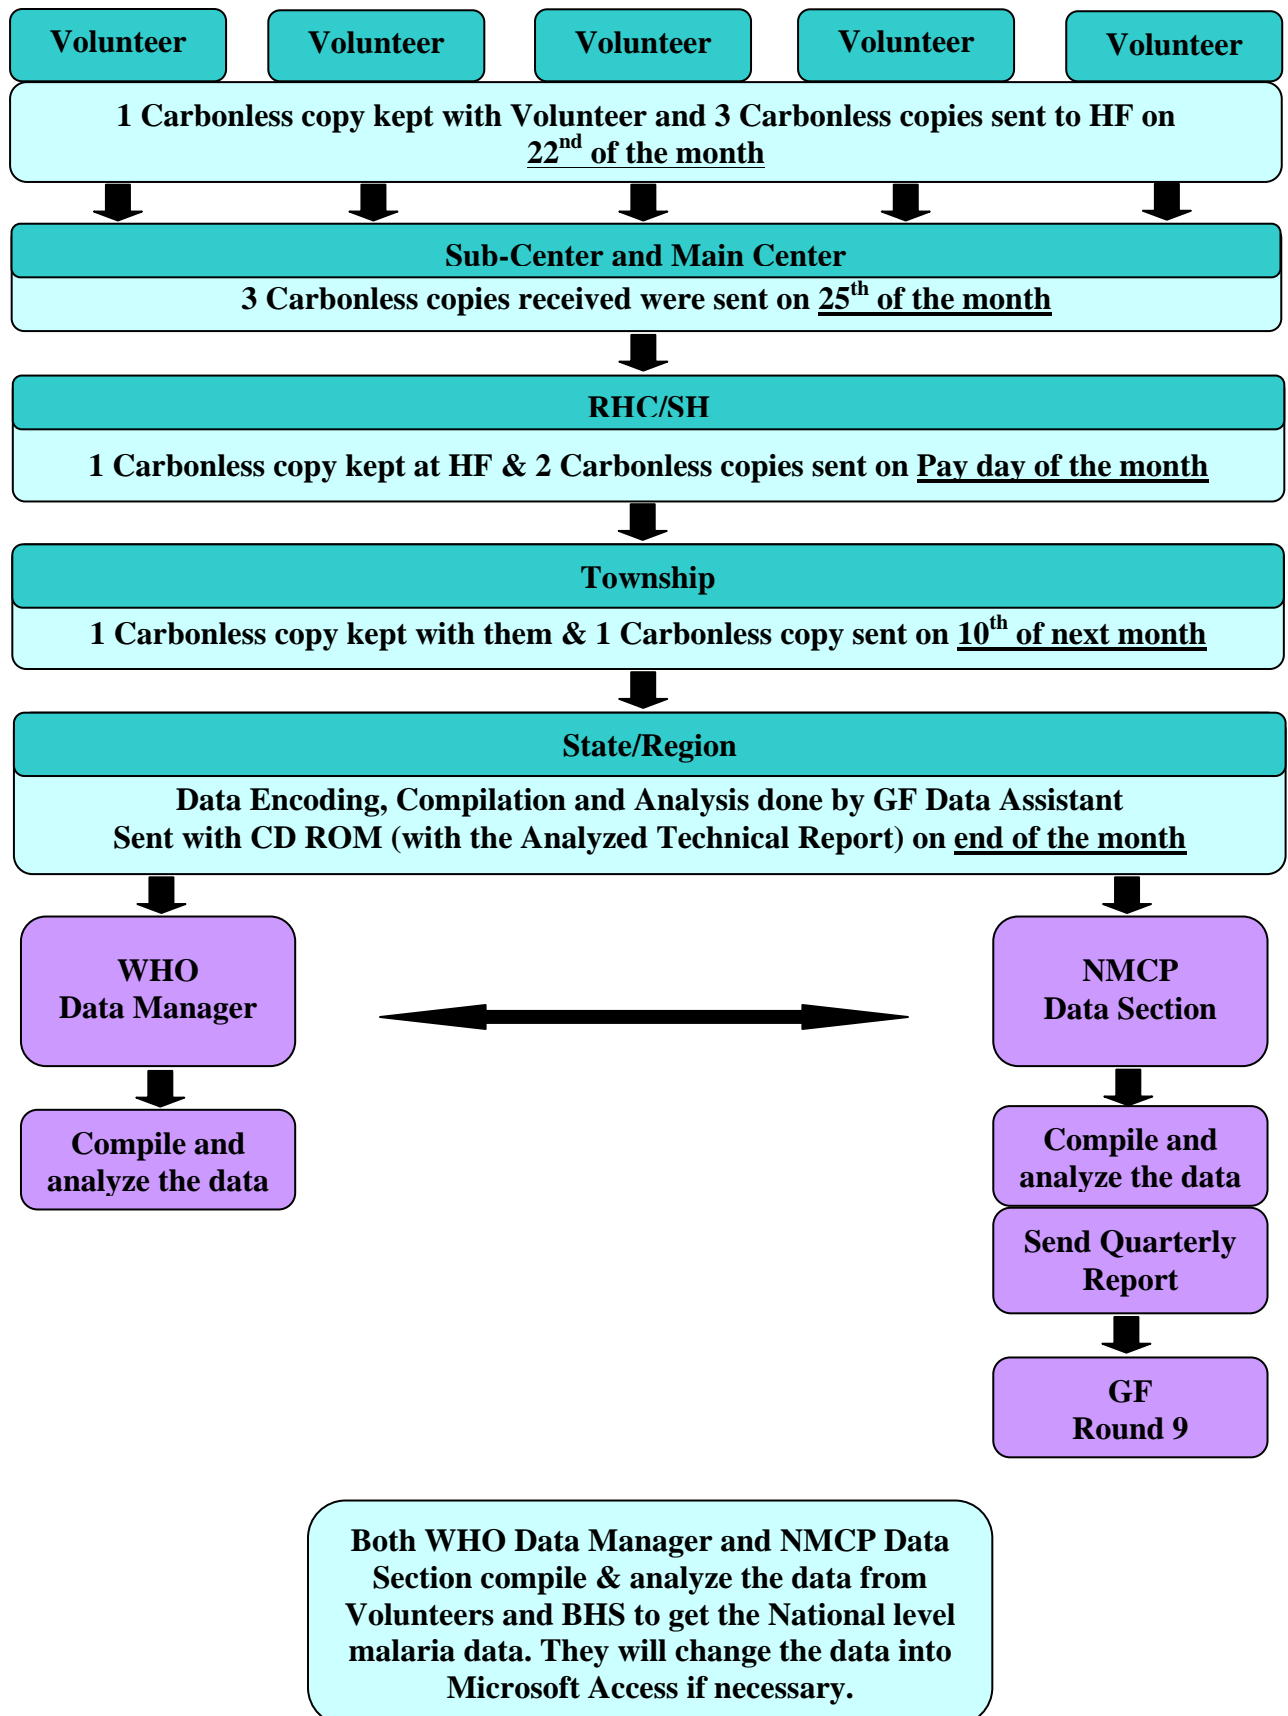 Volunteer
Volunteer
Volunteer
Volunteer
Volunteer
1 Carbonless copy kept with Volunteer and 3 Carbonless copies sent to HF on
22nd of the month
Sub-Center and Main Center
3 Carbonless copies received were sent on 25th of the month
RHC/SH
1 Carbonless copy kept at HF & 2 Carbonless copies sent on Pay day of the month
Township
1 Carbonless copy kept with them & 1 Carbonless copy sent on 10th of next month
State/Region
Data Encoding, Compilation and Analysis done by GF Data Assistant
Sent with CD ROM (with the Analyzed Technical Report) on end of the month
WHO
Data Manager
NMCP
Data Section
Compile and
analyze the data
Compile and
analyze the data
Send Quarterly
Report
GF
Round 9
Both WHO Data Manager and NMCP Data
Section compile & analyze the data from
Volunteers and BHS to get the National level
malaria data. They will change the data into
Microsoft Access if necessary.